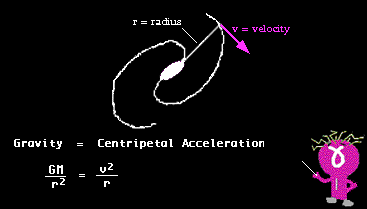 r = radius
v = velocity
Gravity = Centripetal Acceleration
GM/r² = v²/r
γ